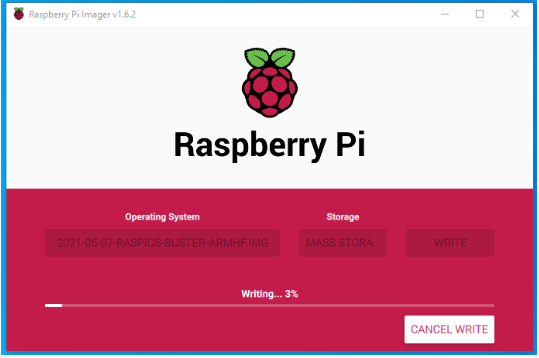 Raspberry Pi Imager v1.6.2
Raspberry Pi
Operating System Storage
2021-05-07-RASPIOS-BUSTER-ARMHF.IMG MASS STORA... WRITE
Writing... 3%
CANCEL WRITE